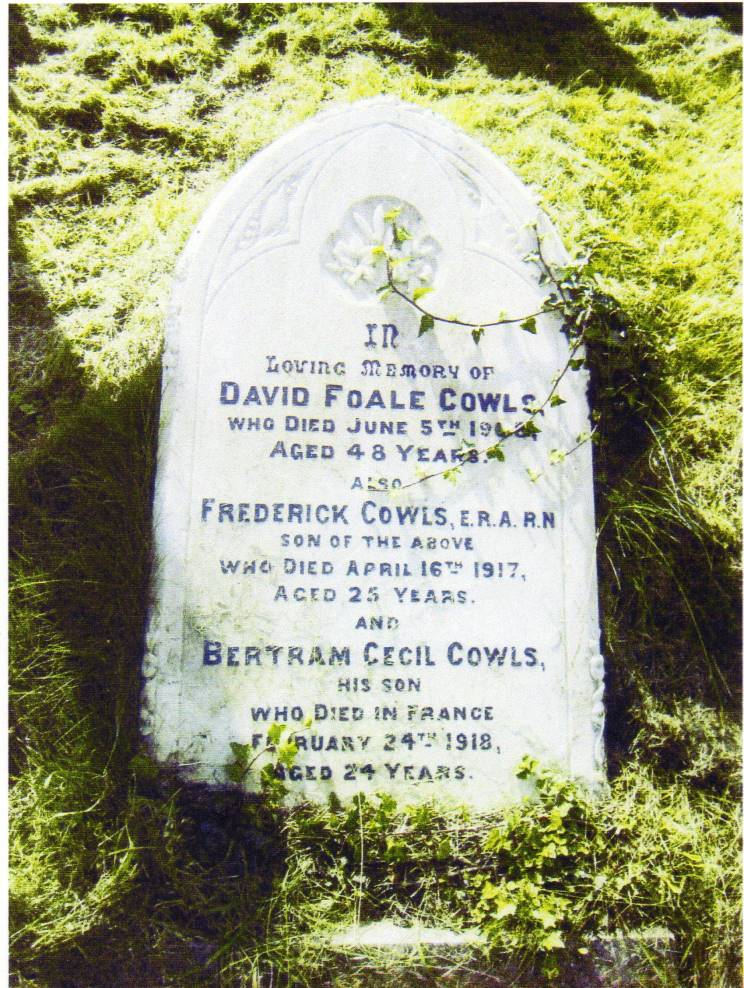 IN
LOVING MEMORY OF
DAVID FOALE COWLS
WHO DIED JUNE 5TH
AGED 48 YEARS.
ALSO
FREDERICK COWLS, E.R.A. R.N
SON OF THE ABOVE
WHO DIED APRIL 16TH 1917,
AGED 25 YEARS.
AND
BERTRAM CECIL COWLS,
HIS SON
WHO DIED IN FRANCE
FEBRUARY 24TH 1918,
AGED 24 YEARS.